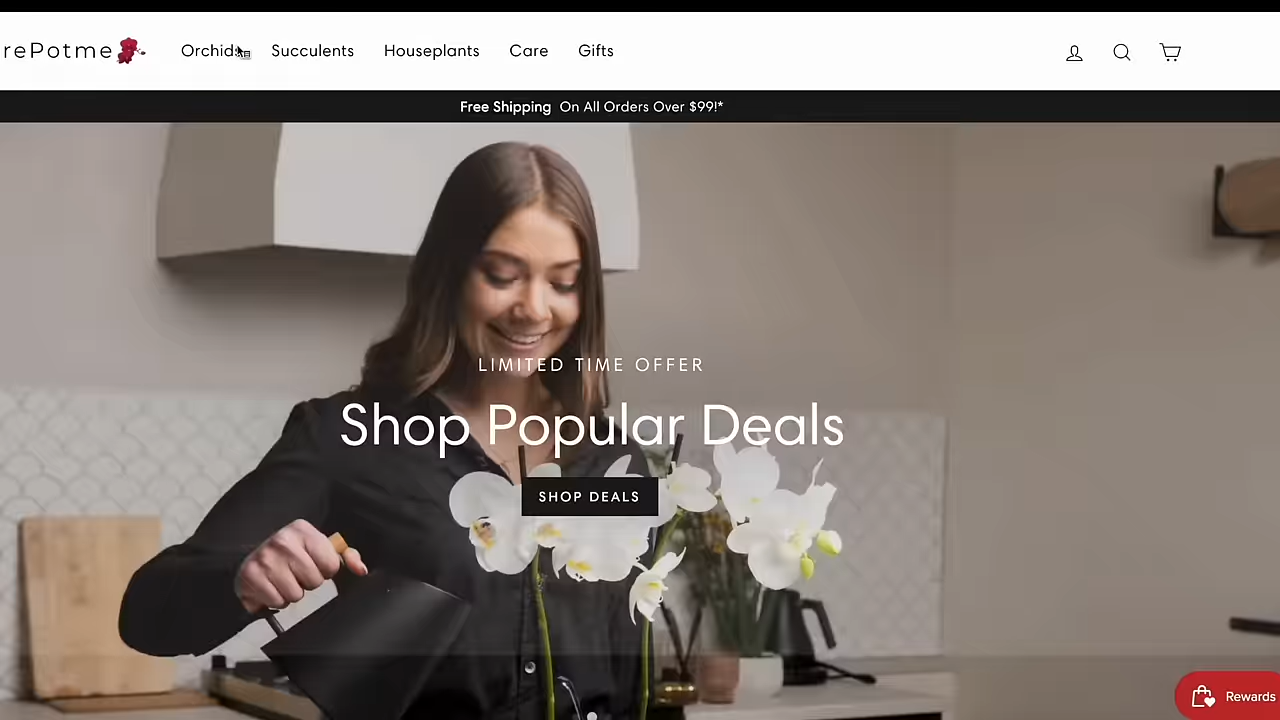 rePotme
Orchids Succulents Houseplants Care Gifts
Free Shipping On All Orders Over $99!*
LIMITED TIME OFFER
Shop Popular Deals
SHOP DEALS
Rewards